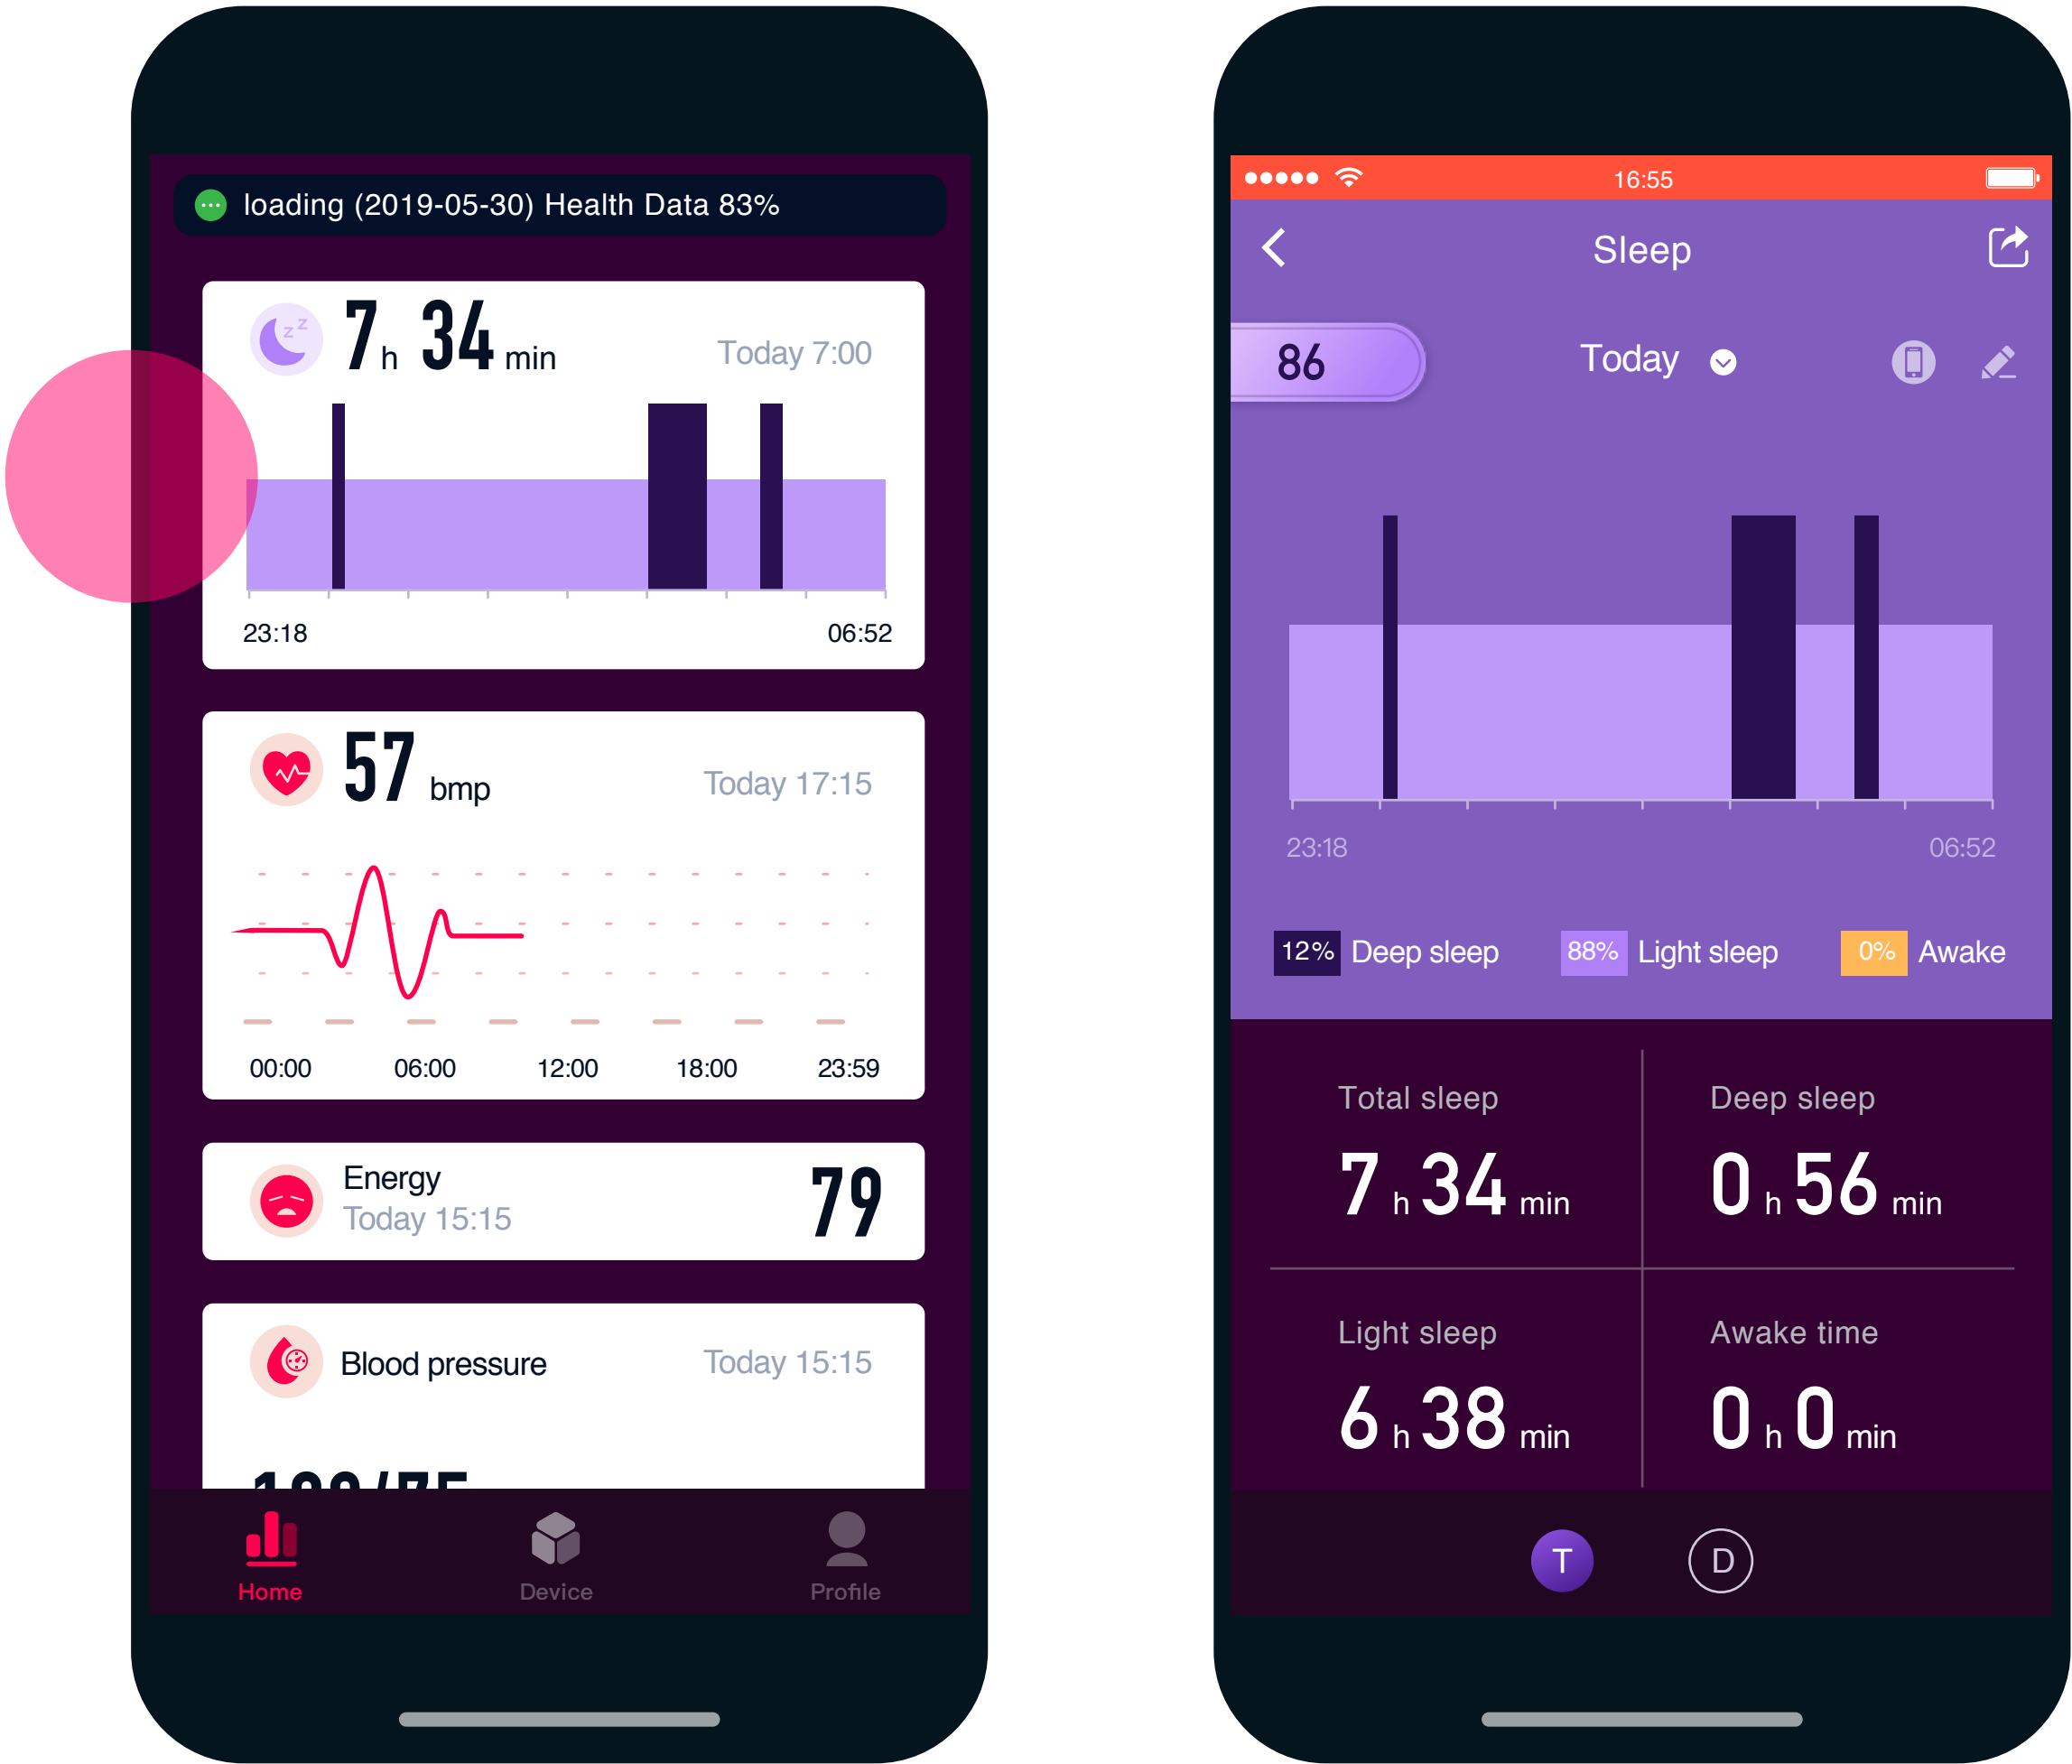 loading (2019-05-30) Health Data 83%
z z
7h 34 min
Today 7:00
23:18
06:52
57 bmp
Today 17:15
00:00 06:00 12:00 18:00 23:59
Energy
Today 15:15
79
Blood pressure
Today 15:15
Home
Device
Profile
16:55
Sleep
86
Today
23:18
06:52
12% Deep sleep
88% Light sleep
0% Awake
Total sleep
7 h 34 min
Deep sleep
0 h 56 min
Light sleep
6 h 38 min
Awake time
0 h 0 min
T
D